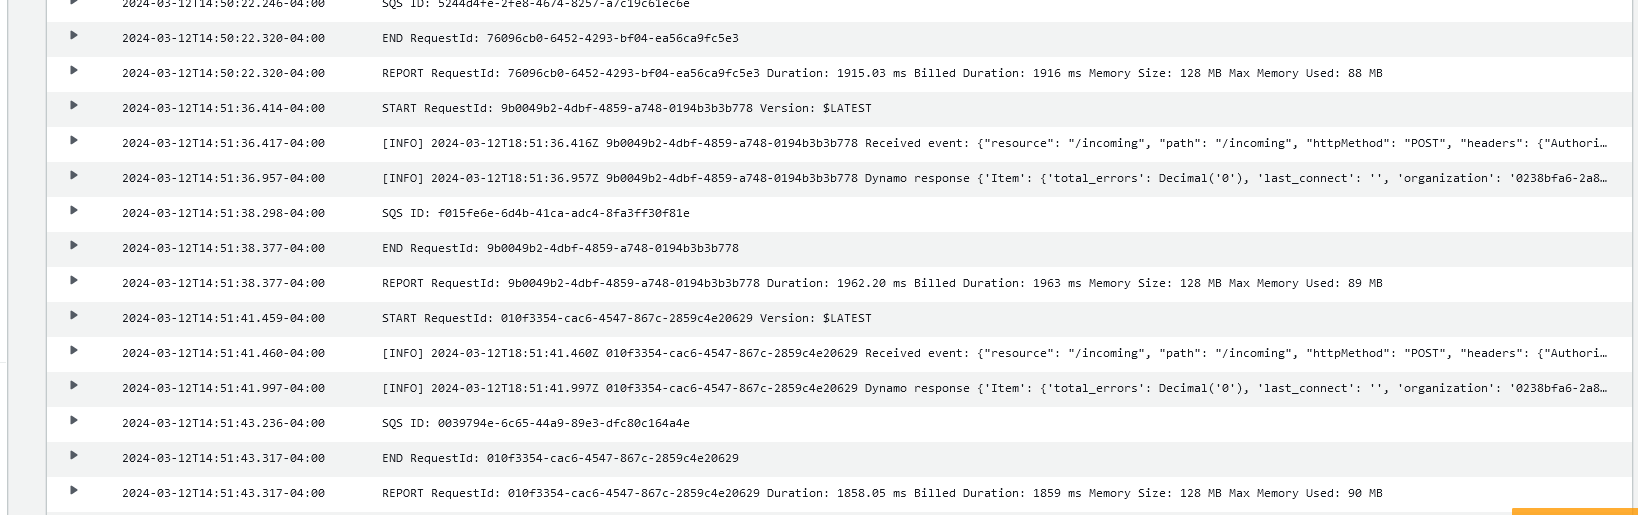 2024-03-12T14:50:22.246-04:00 SQS ID: 5244d4fe-2fe8-4674-8257-a7c19c61ec6e
2024-03-12T14:50:22.320-04:00 END RequestId: 76096cb0-6452-4293-bf04-ea56ca9fc5e3
2024-03-12T14:50:22.320-04:00 REPORT RequestId: 76096cb0-6452-4293-bf04-ea56ca9fc5e3 Duration: 1915.03 ms Billed Duration: 1916 ms Memory Size: 128 MB Max Memory Used: 88 MB
2024-03-12T14:51:36.414-04:00 START RequestId: 9b0049b2-4dbf-4859-a748-0194b3b3b778 Version: $LATEST
2024-03-12T14:51:36.417-04:00 [INFO] 2024-03-12T18:51:36.416Z 9b0049b2-4dbf-4859-a748-0194b3b3b778 Received event: {"resource": "/incoming", "path": "/incoming", "httpMethod": "POST", "headers": {"Authori…
2024-03-12T14:51:36.957-04:00 [INFO] 2024-03-12T18:51:36.957Z 9b0049b2-4dbf-4859-a748-0194b3b3b778 Dynamo response {'Item': {'total_errors': Decimal('0'), 'last_connect': '', 'organization': '0238bfa6-2a8…
2024-03-12T14:51:38.298-04:00 SQS ID: f015fe6e-6d4b-41ca-adc4-8fa3ff30f81e
2024-03-12T14:51:38.377-04:00 END RequestId: 9b0049b2-4dbf-4859-a748-0194b3b3b778
2024-03-12T14:51:38.377-04:00 REPORT RequestId: 9b0049b2-4dbf-4859-a748-0194b3b3b778 Duration: 1962.20 ms Billed Duration: 1963 ms Memory Size: 128 MB Max Memory Used: 89 MB
2024-03-12T14:51:41.459-04:00 START RequestId: 010f3354-cac6-4547-867c-2859c4e20629 Version: $LATEST
2024-03-12T14:51:41.460-04:00 [INFO] 2024-03-12T18:51:41.460Z 010f3354-cac6-4547-867c-2859c4e20629 Received event: {"resource": "/incoming", "path": "/incoming", "httpMethod": "POST", "headers": {"Authori…
2024-03-12T14:51:41.997-04:00 [INFO] 2024-03-12T18:51:41.997Z 010f3354-cac6-4547-867c-2859c4e20629 Dynamo response {'Item': {'total_errors': Decimal('0'), 'last_connect': '', 'organization': '0238bfa6-2a8…
2024-03-12T14:51:43.236-04:00 SQS ID: 0039794e-6c65-44a9-89e3-dfc80c164a4e
2024-03-12T14:51:43.317-04:00 END RequestId: 010f3354-cac6-4547-867c-2859c4e20629
2024-03-12T14:51:43.317-04:00 REPORT RequestId: 010f3354-cac6-4547-867c-2859c4e20629 Duration: 1858.05 ms Billed Duration: 1859 ms Memory Size: 128 MB Max Memory Used: 90 MB